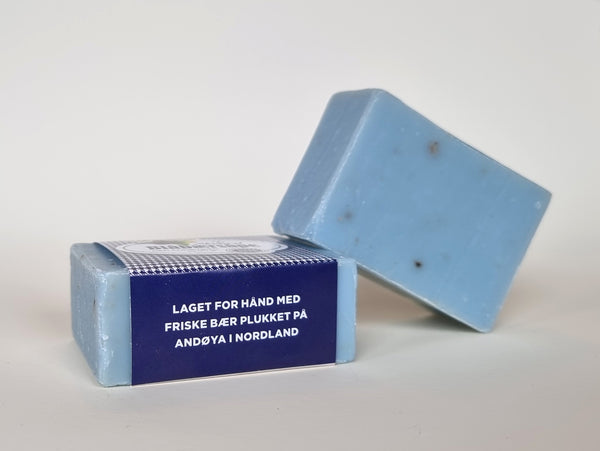 LAGET FOR HÅND MED
FRISKE BÆR PLUKKET PÅ
ANDØYA I NORDLAND